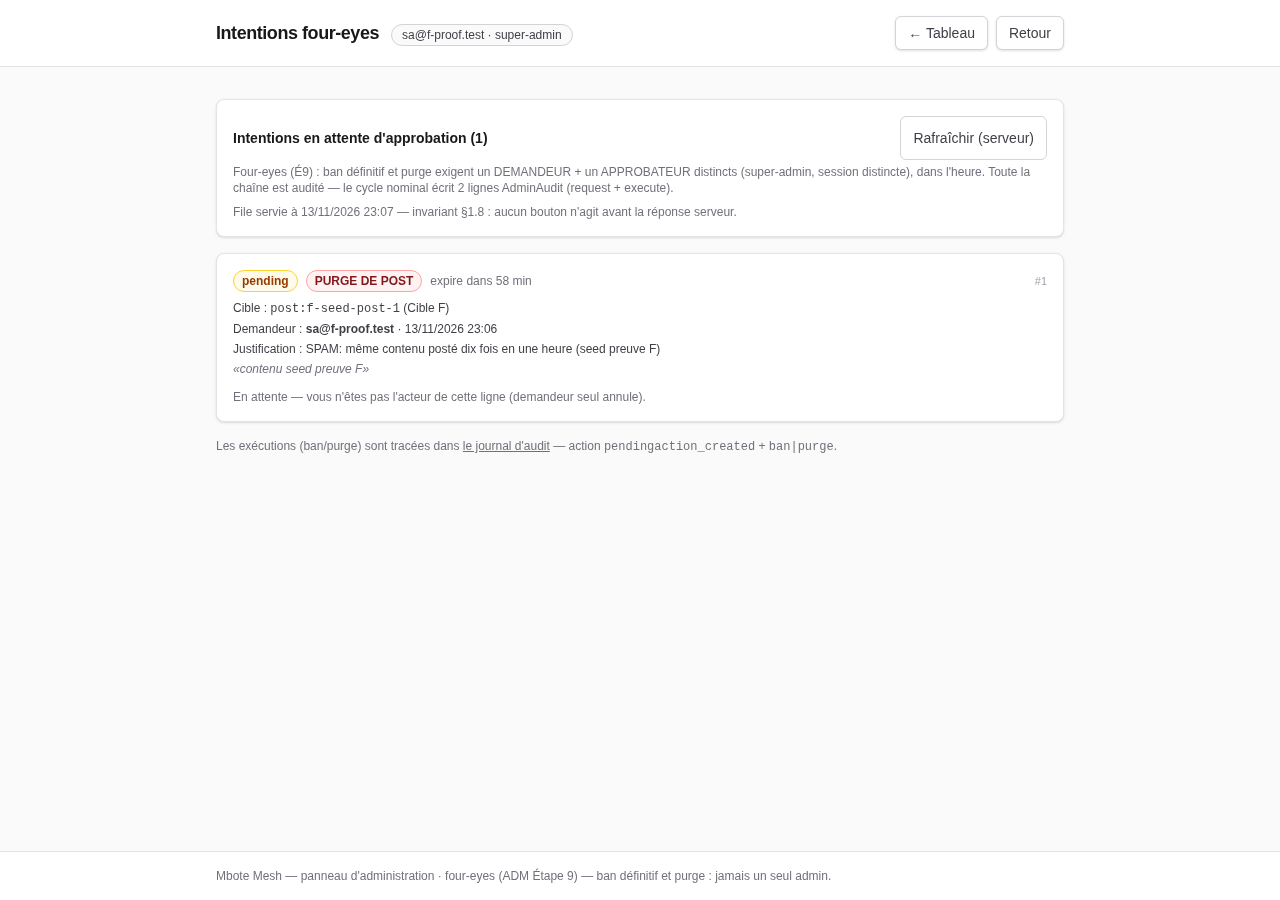 Intentions four-eyes
sa@f-proof.test · super-admin
← Tableau
Retour
Intentions en attente d'approbation (1)
Rafraîchir (serveur)
Four-eyes (É9) : ban définitif et purge exigent un DEMANDEUR + un APPROBATEUR distincts (super-admin, session distincte), dans l'heure. Toute la
chaîne est audité — le cycle nominal écrit 2 lignes AdminAudit (request + execute).
File servie à 13/11/2026 23:07 — invariant §1.8 : aucun bouton n'agit avant la réponse serveur.
pending PURGE DE POST expire dans 58 min #1
Cible : post:f-seed-post-1 (Cible F)
Demandeur : sa@f-proof.test · 13/11/2026 23:06
Justification : SPAM: même contenu posté dix fois en une heure (seed preuve F)
«contenu seed preuve F»
En attente — vous n'êtes pas l'acteur de cette ligne (demandeur seul annule).
Les exécutions (ban/purge) sont tracées dans le journal d'audit — action pendingaction_created + ban|purge.
Mbote Mesh — panneau d'administration · four-eyes (ADM Étape 9) — ban définitif et purge : jamais un seul admin.